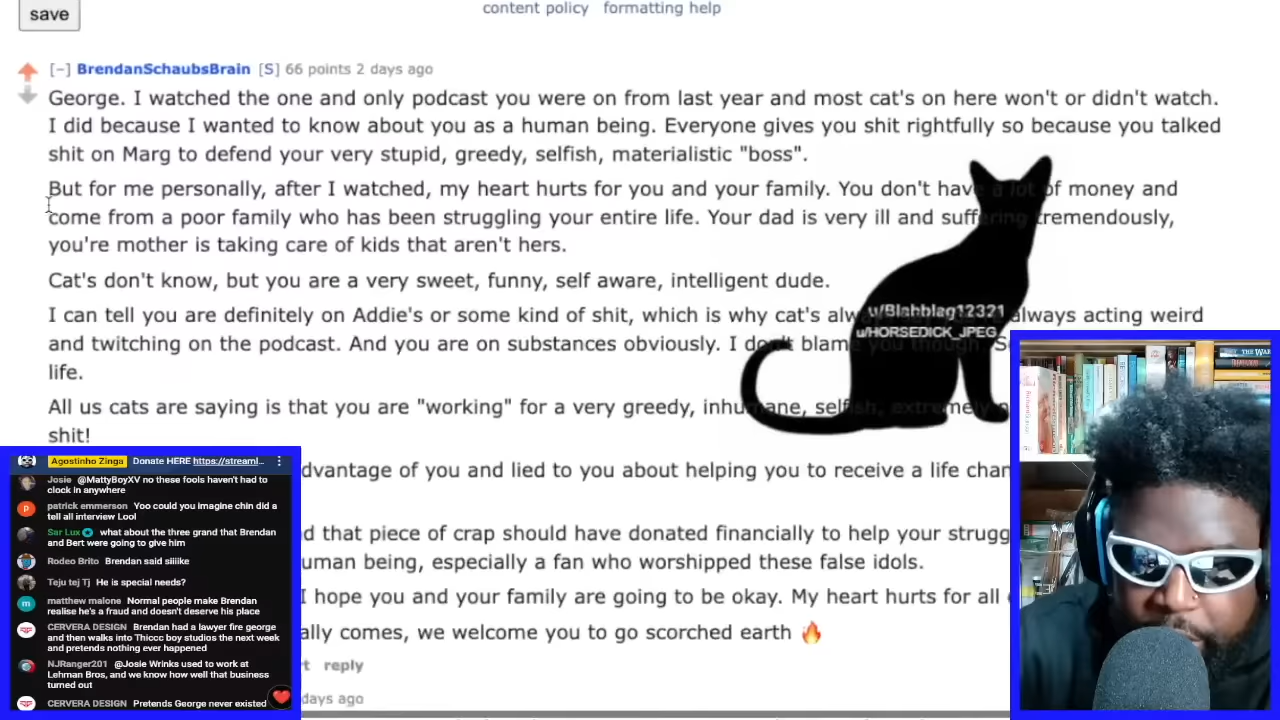 save
content policy formatting help
[−] BrendanSchaubsBrain [S] 66 points 2 days ago
George. I watched the one and only podcast you were on from last year and most cat's on here won't or didn't watch.
I did because I wanted to know about you as a human being. Everyone gives you shit rightfully so because you talked
shit on Marg to defend your very stupid, greedy, selfish, materialistic "boss".
But for me personally, after I watched, my heart hurts for you and your family. You don't have a lot of money and
come from a poor family who has been struggling your entire life. Your dad is very ill and suffering tremendously,
you're mother is taking care of kids that aren't hers.
Cat's don't know, but you are a very sweet, funny, self aware, intelligent dude.
I can tell you are definitely on Addie's or some kind of shit, which is why cat's always acting weird
u/Blahblag12321
u/HORSEDICK_JPEG
and twitching on the podcast. And you are on substances obviously. I don't blame you though.
life.
All us cats are saying is that you are "working" for a very greedy, inhumane, selfish, extremely
shit!
dvantage of you and lied to you about helping you to receive a life
d that piece of crap should have donated financially to help your
uman being, especially a fan who worshipped these false idols.
I hope you and your family are going to be okay. My heart hurts for all
ally comes, we welcome you to go scorched earth 🔥
reply
days ago
Agostinho Zinga Donate HERE https://streaml...
Josie @MattyBoyXV no these fools haven't had to
clock in anywhere
patrick emmerson Yoo could you imagine chin did a
tell all interview Lool
Sar Lux what about the three grand that Brendan
and Bert were going to give him
Rodeo Brito Brendan said siiiike
Teju tej Tj He is special needs?
matthew malone Normal people make Brendan
realise he's a fraud and doesn't deserve his place
CERVERA DESIGN Brendan had a lawyer fire george
and then walks into Thiccc boy studios the next week
and pretends nothing ever happened
NJRanger201 @Josie Wrinks used to work at
Lehman Bros, and we know how well that business
turned out
CERVERA DESIGN Pretends George never existed